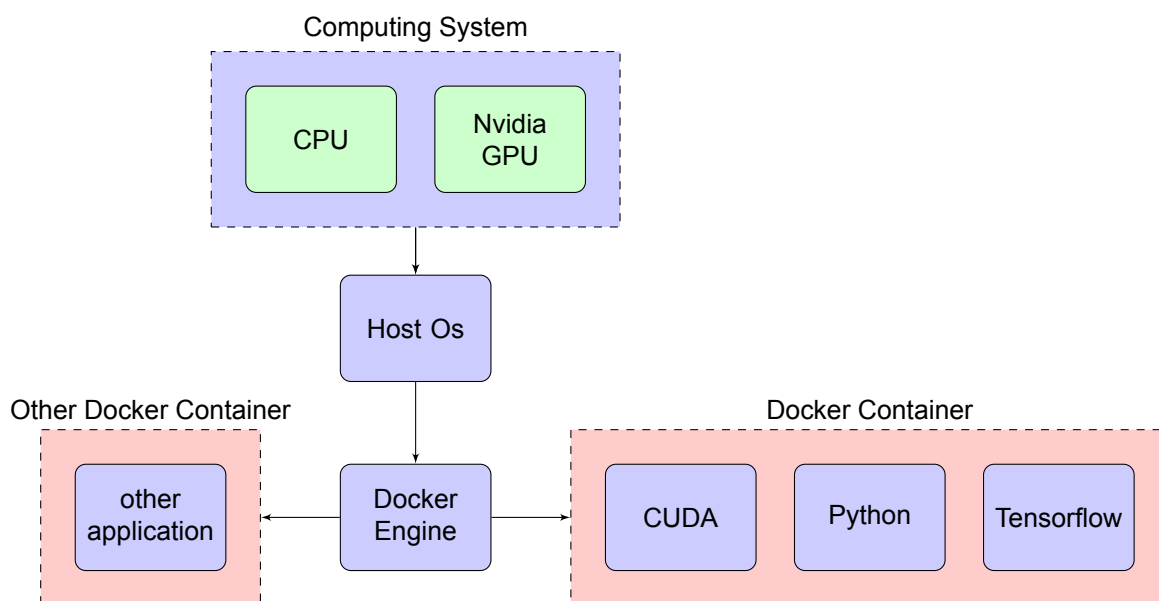 Computing System
CPU
Nvidia
GPU
Host Os
Other Docker Container
Docker Container
other
application
Docker
Engine
CUDA
Python
Tensorflow